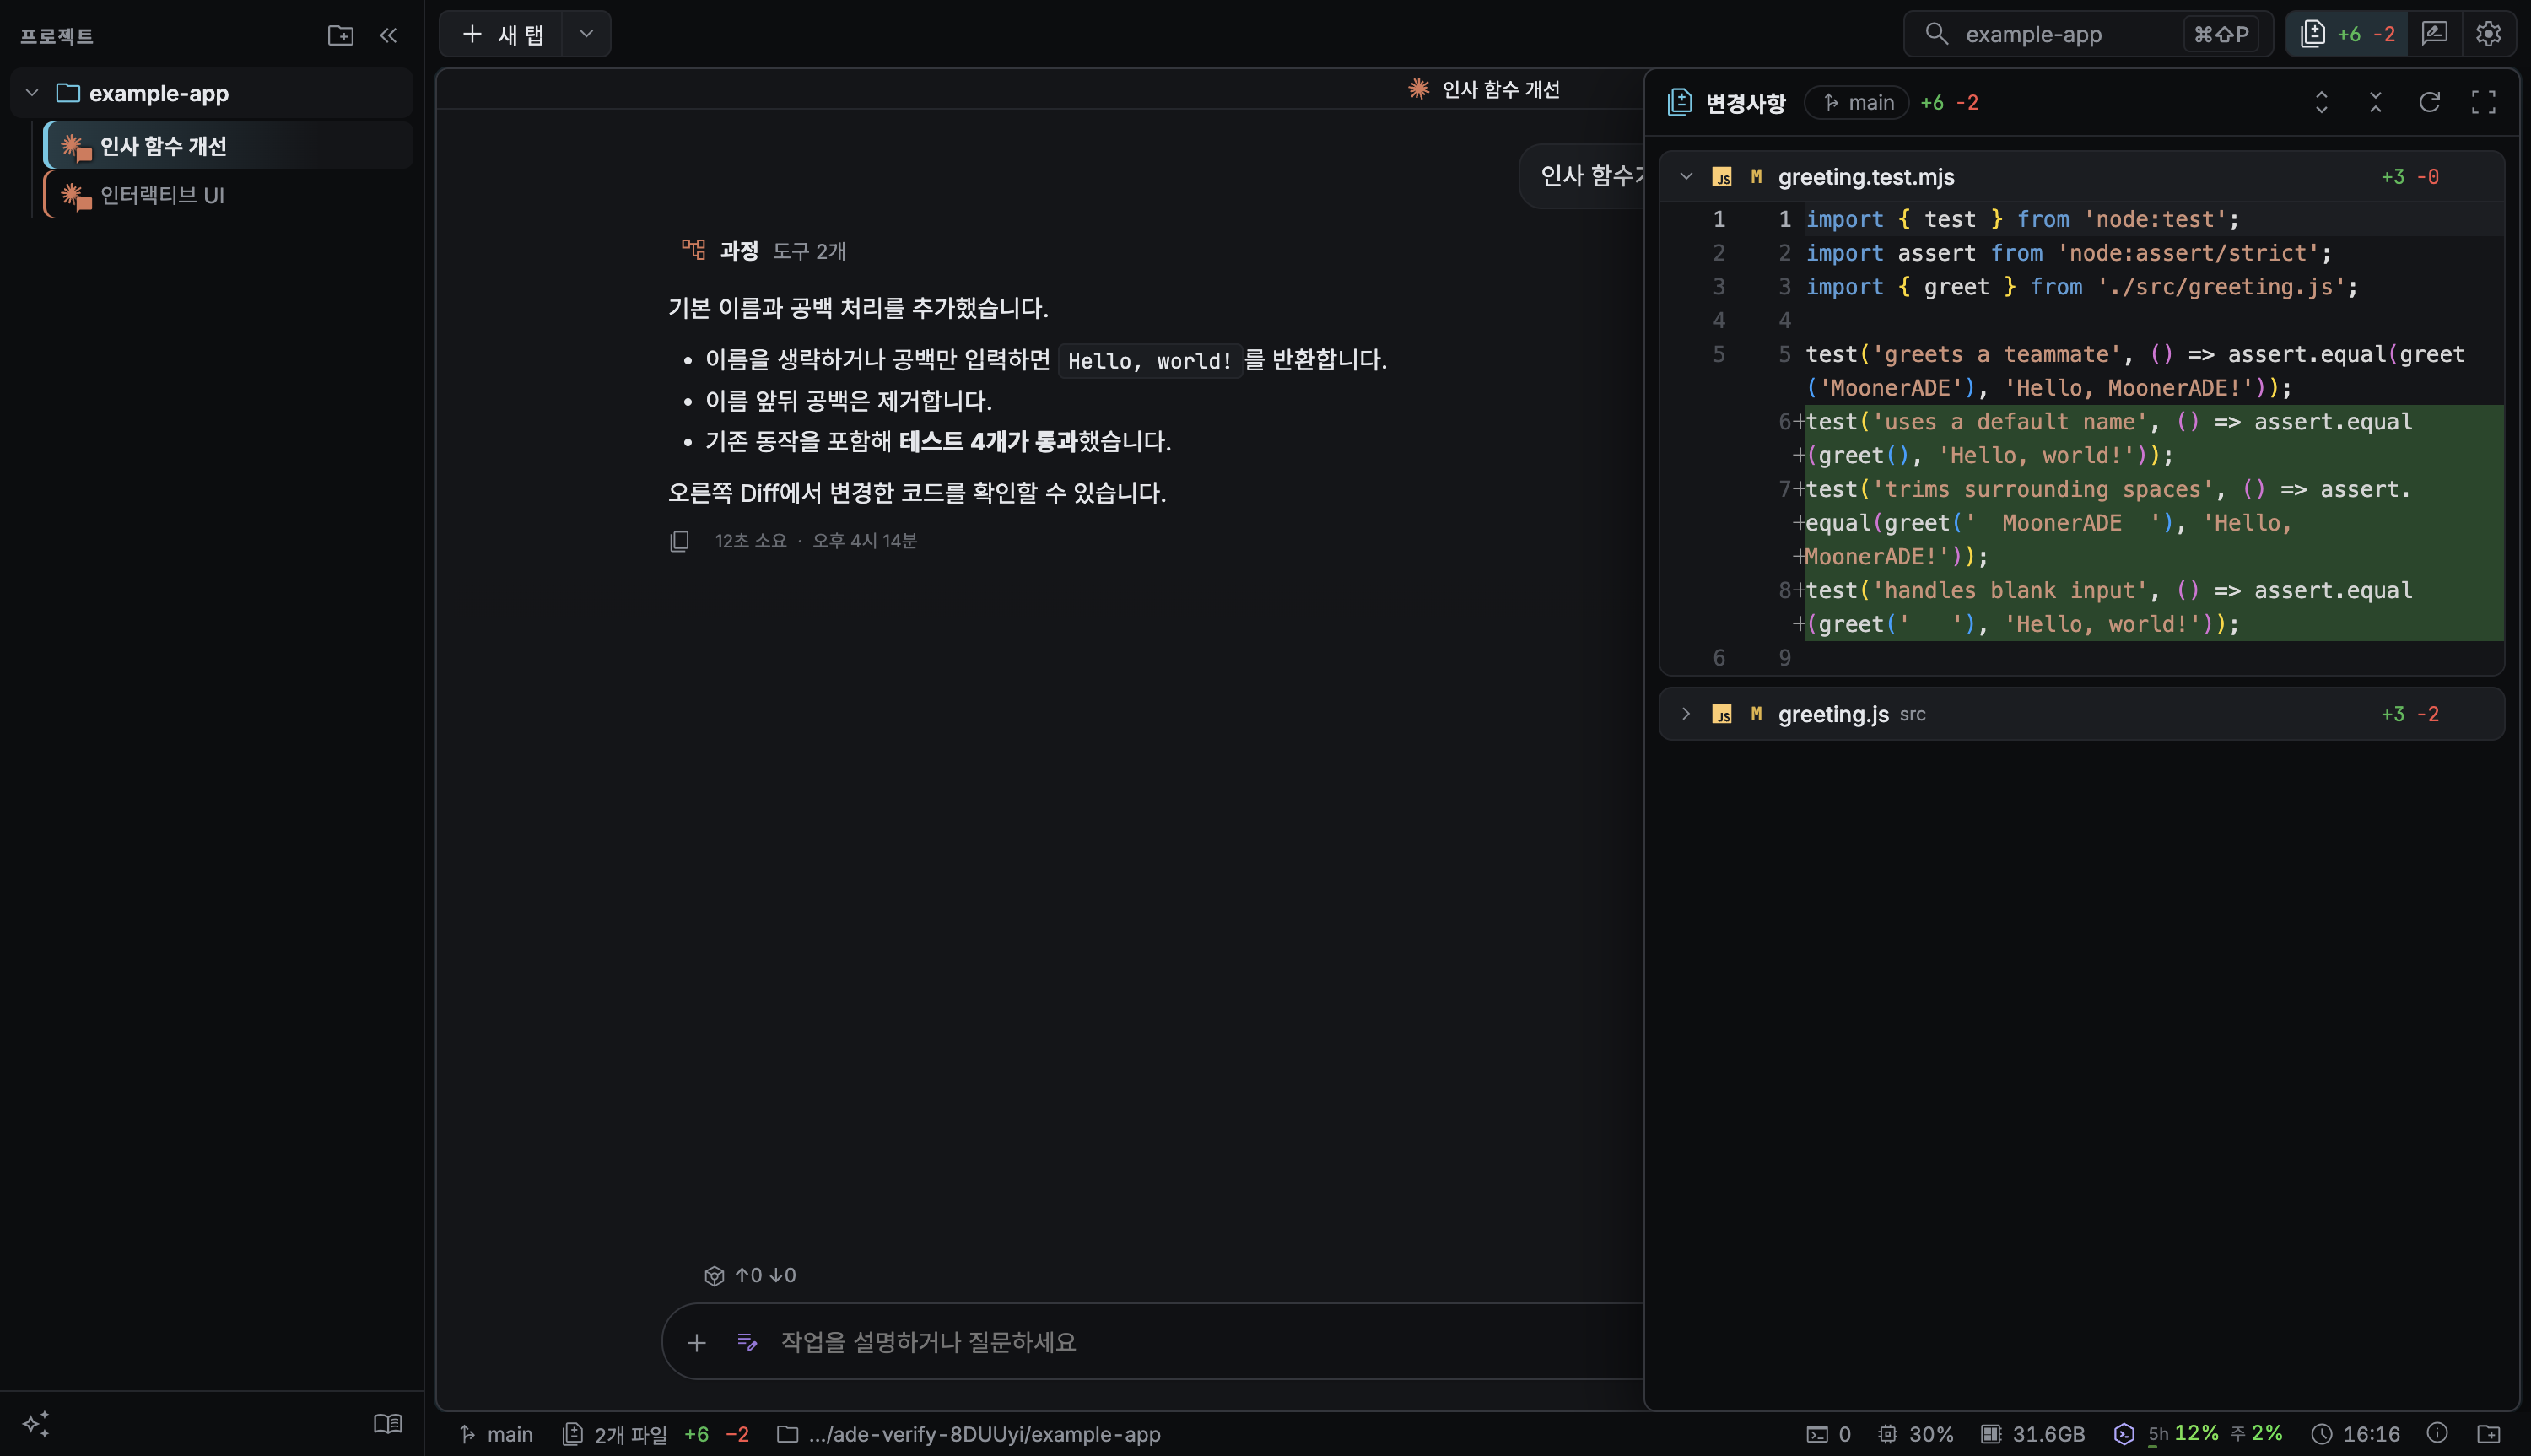 프로젝트
example-app
인사 함수 개선
인터랙티브 UI
새 탭
example-app
⌘⇧P
+6 -2
인사 함수 개선
인사 함수
과정 도구 2개
기본 이름과 공백 처리를 추가했습니다.
• 이름을 생략하거나 공백만 입력하면 Hello, world! 를 반환합니다.
• 이름 앞뒤 공백은 제거합니다.
• 기존 동작을 포함해 테스트 4개가 통과했습니다.
오른쪽 Diff에서 변경한 코드를 확인할 수 있습니다.
12초 소요 · 오후 4시 14분
↑0 ↓0
작업을 설명하거나 질문하세요
변경사항 main +6 -2
JS M greeting.test.mjs +3 -0
1 1 import { test } from 'node:test';
2 2 import assert from 'node:assert/strict';
3 3 import { greet } from './src/greeting.js';
4 4
5 5 test('greets a teammate', () => assert.equal(greet
('MoonerADE'), 'Hello, MoonerADE!'));
6+test('uses a default name', () => assert.equal
+(greet(), 'Hello, world!'));
7+test('trims surrounding spaces', () => assert.
+equal(greet('  MoonerADE  '), 'Hello,
+MoonerADE!'));
8+test('handles blank input', () => assert.equal
+(greet('   '), 'Hello, world!'));
6 9
JS M greeting.js src +3 -2
main 2개 파일 +6 −2 .../ade-verify-8DUUyi/example-app
0 30% 31.6GB 5h 12% 주 2% 16:16